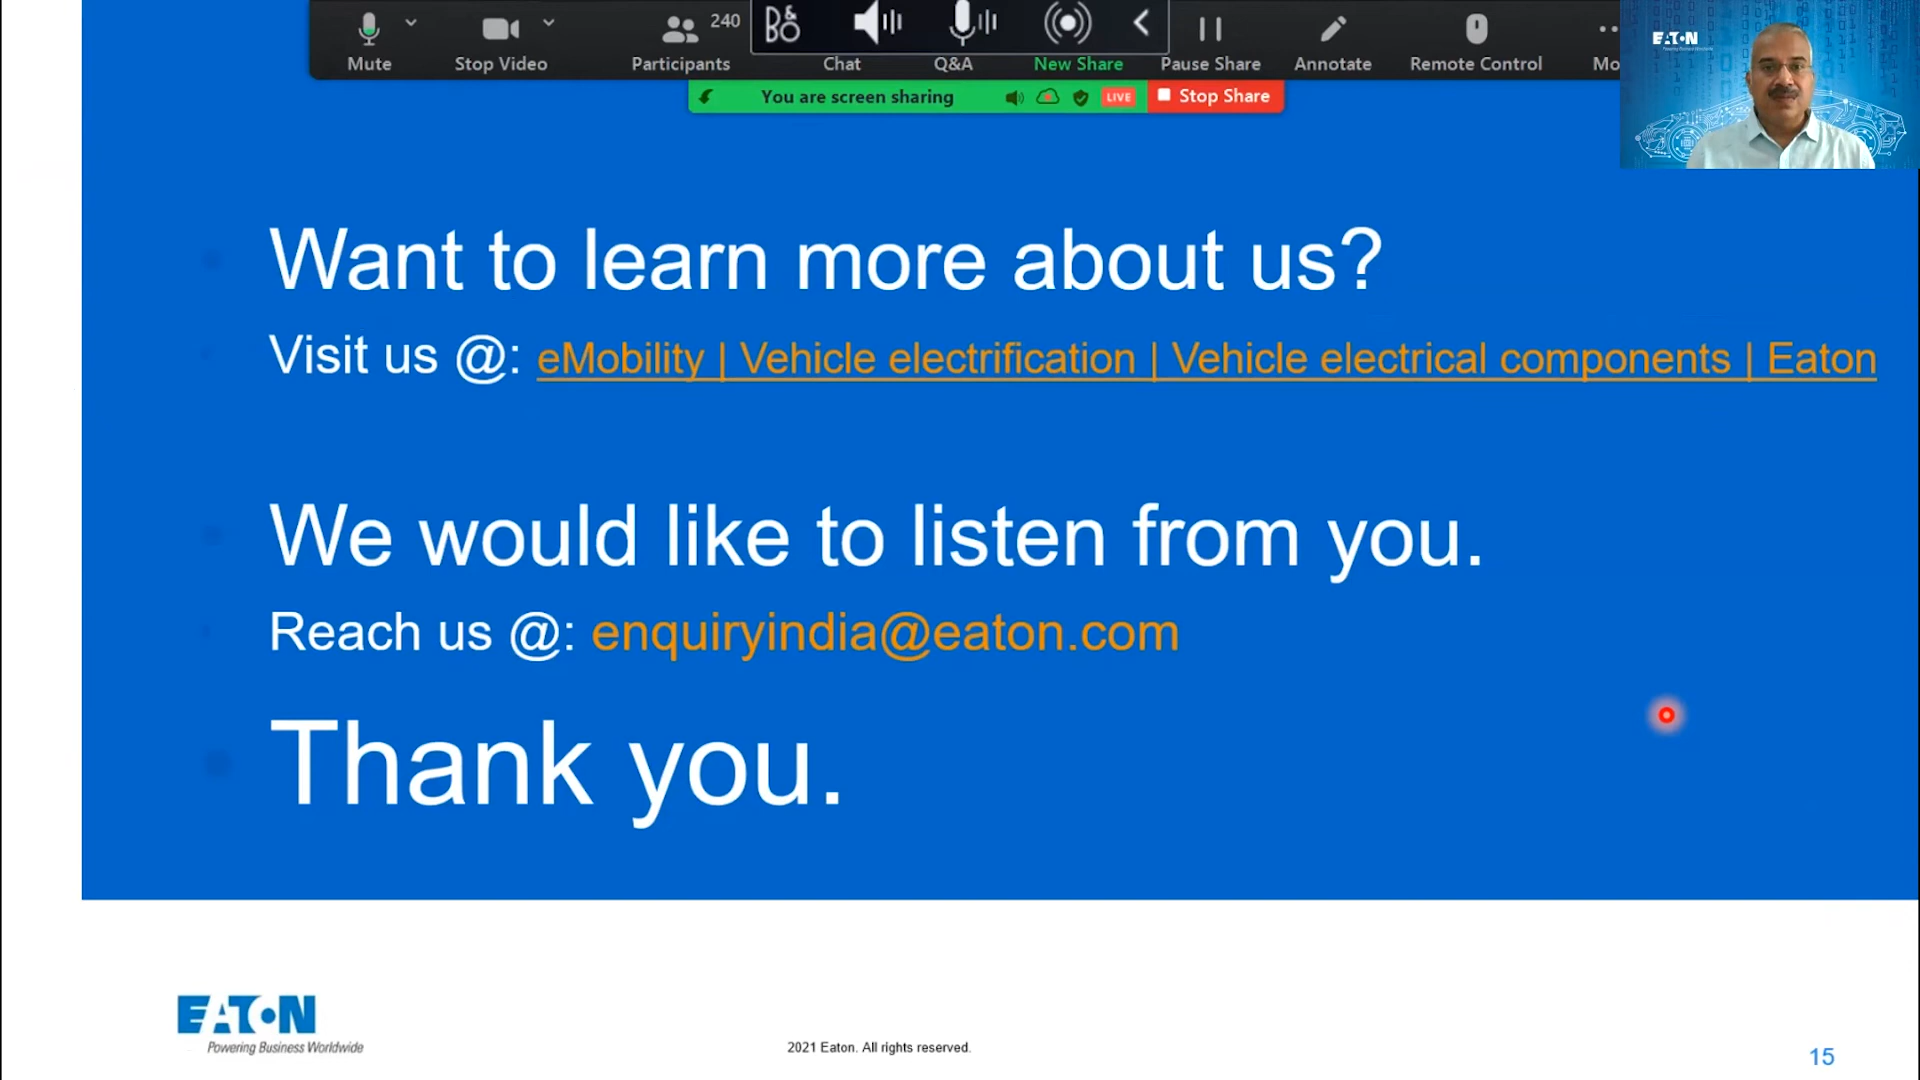 Mute
Stop Video
Participants
240
B&O
Chat
Q&A
New Share
Pause Share
Annotate
Remote Control
Mo
You are screen sharing
LIVE
Stop Share
EATON
Want to learn more about us?
Visit us @: eMobility | Vehicle electrification | Vehicle electrical components | Eaton
We would like to listen from you.
Reach us @: enquiryindia@eaton.com
Thank you.
EATON
Powering Business Worldwide
2021 Eaton. All rights reserved.
15